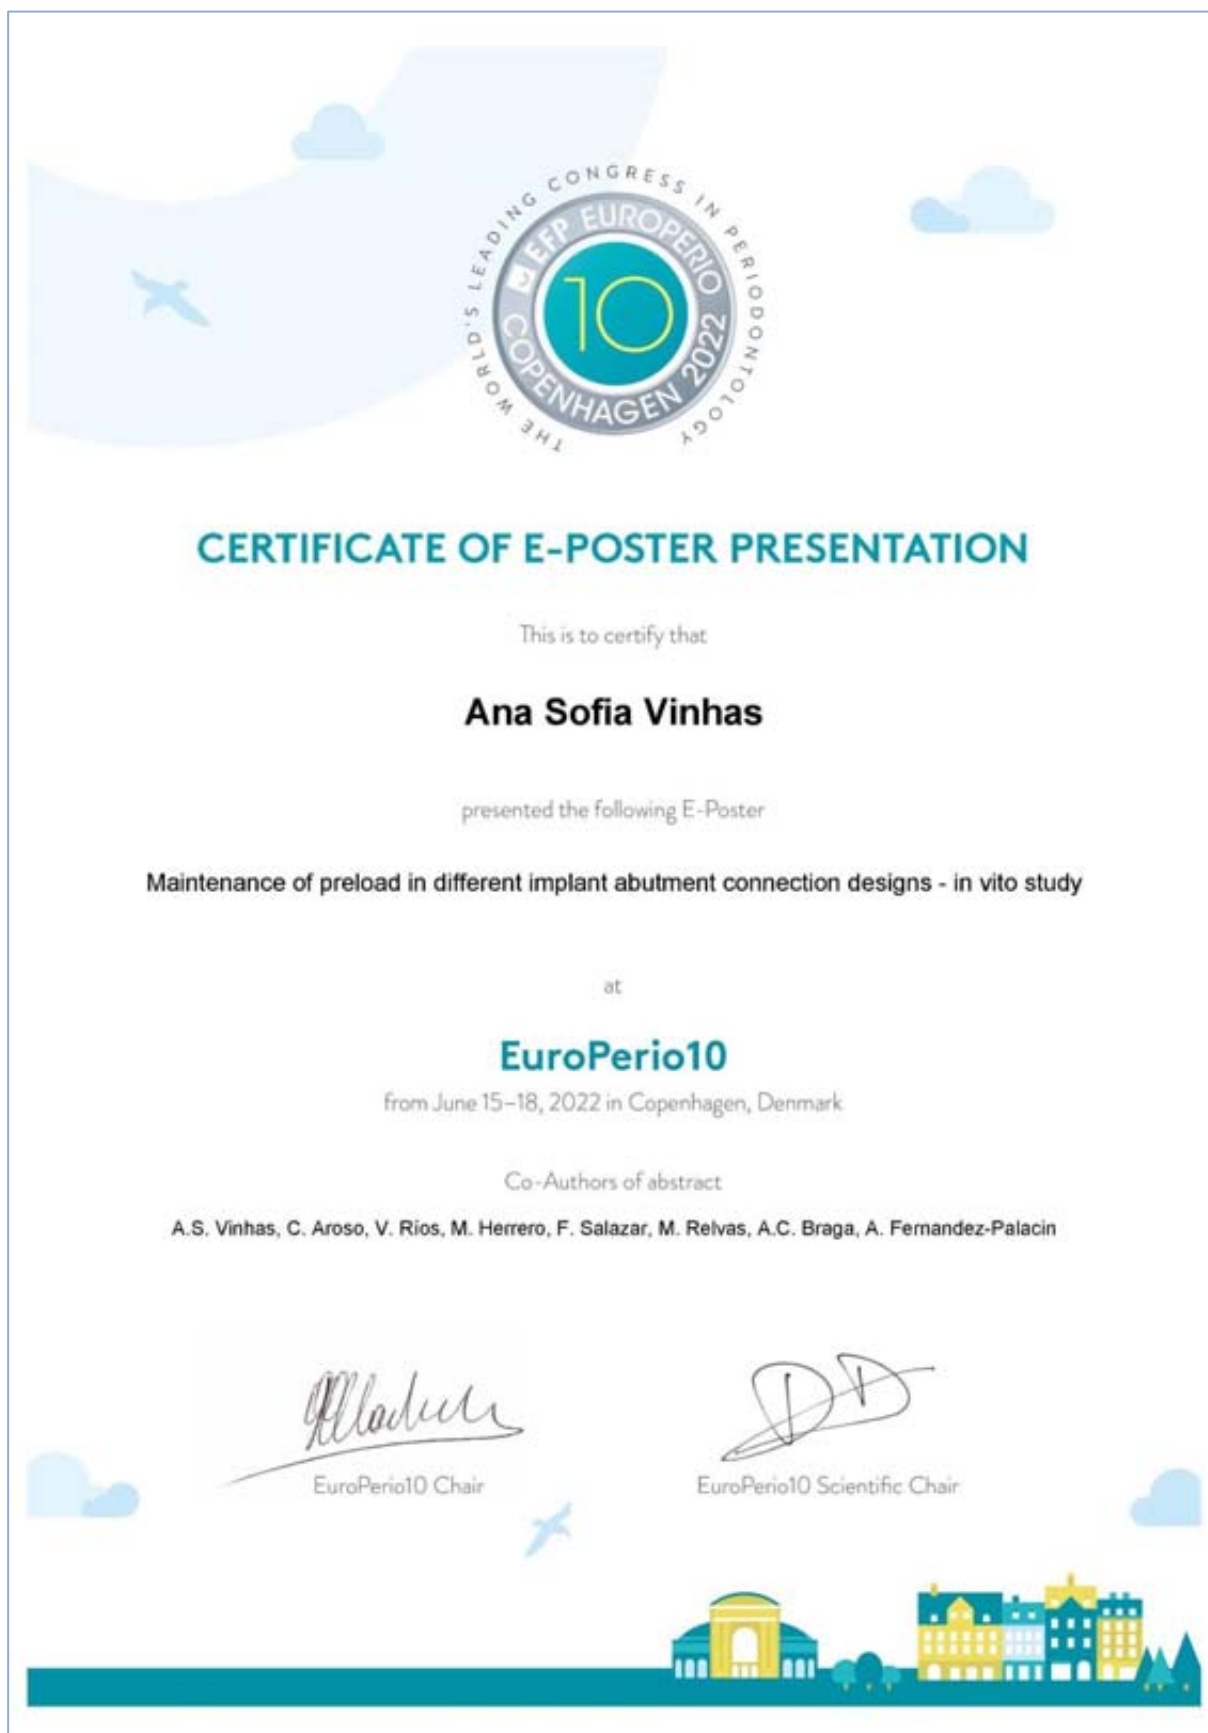 THE WORLD'S LEADING CONGRESS IN PERIODONTOLOGY
EFP EUROPERIO
10
COPENHAGEN 2022
CERTIFICATE OF E-POSTER PRESENTATION
This is to certify that
Ana Sofia Vinhas
presented the following E-Poster
Maintenance of preload in different implant abutment connection designs - in vito study
at
EuroPerio10
from June 15–18, 2022 in Copenhagen, Denmark
Co-Authors of abstract
A.S. Vinhas, C. Aroso, V. Ríos, M. Herrero, F. Salazar, M. Relvas, A.C. Braga, A. Fernandez-Palacin
EuroPerio10 Chair
EuroPerio10 Scientific Chair